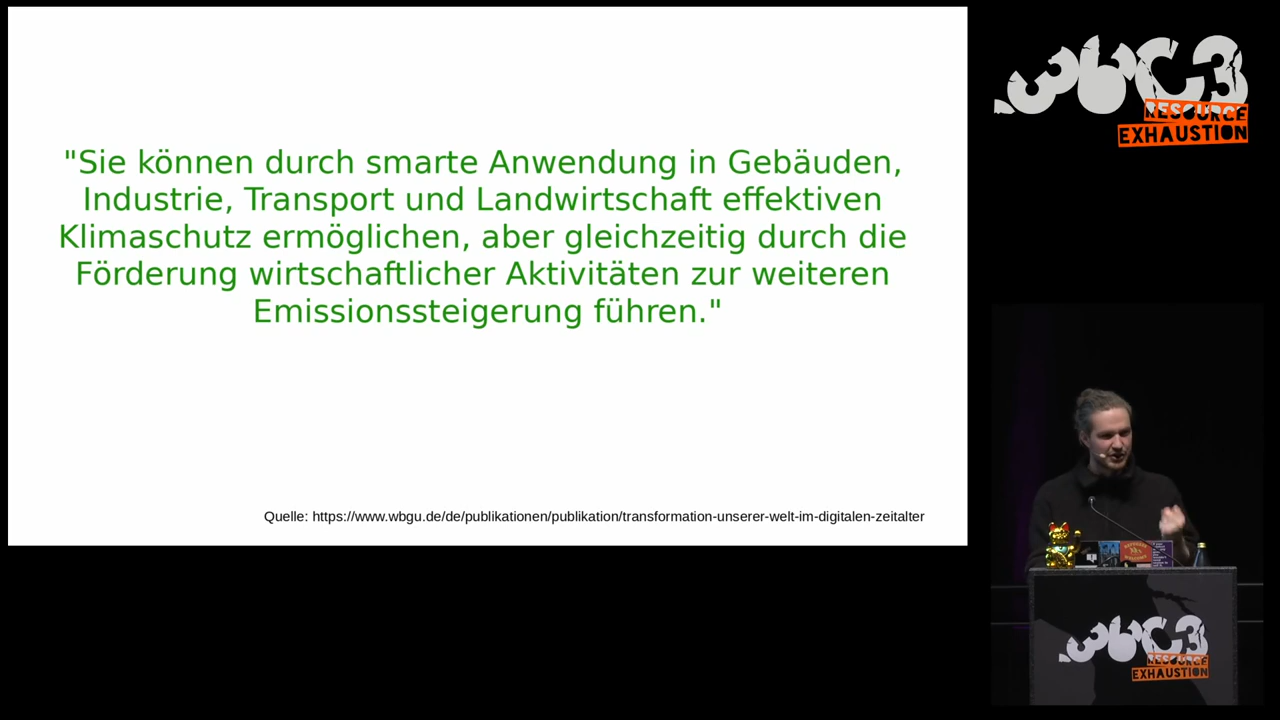 "Sie können durch smarte Anwendung in Gebäuden,
Industrie, Transport und Landwirtschaft effektiven
Klimaschutz ermöglichen, aber gleichzeitig durch die
Förderung wirtschaftlicher Aktivitäten zur weiteren
Emissionssteigerung führen."
Quelle: https://www.wbgu.de/de/publikationen/publikation/transformation-unserer-welt-im-digitalen-zeitalter
36C3
RESOURCE
EXHAUSTION
36C3
RESOURCE
EXHAUSTION